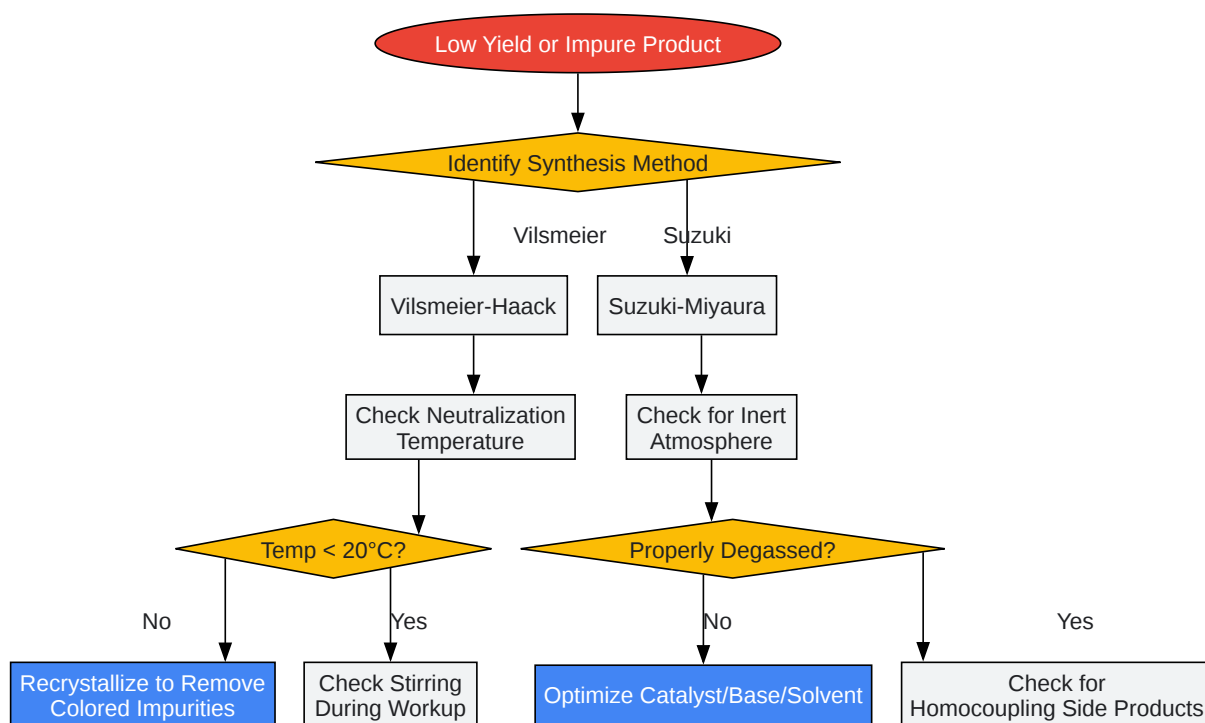 Low Yield or Impure Product
Identify Synthesis Method
Vilsmeier
Suzuki
Vilsmeier-Haack
Suzuki-Miyaura
Check Neutralization
Temperature
Check for Inert
Atmosphere
Temp < 20°C?
Properly Degassed?
No
Yes
No
Yes
Recrystallize to Remove
Colored Impurities
Check Stirring
During Workup
Optimize Catalyst/Base/Solvent
Check for
Homocoupling Side Products